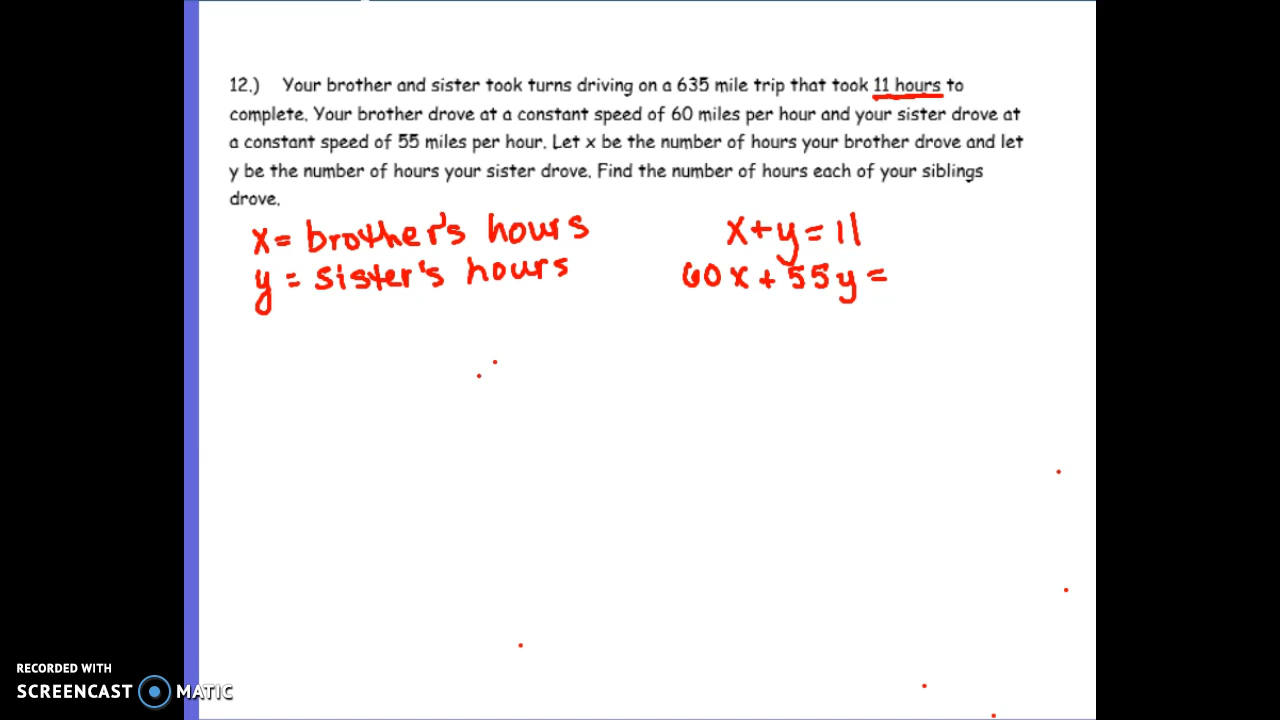 12.) Your brother and sister took turns driving on a 635 mile trip that took 11 hours to
complete. Your brother drove at a constant speed of 60 miles per hour and your sister drove at
a constant speed of 55 miles per hour. Let x be the number of hours your brother drove and let
y be the number of hours your sister drove. Find the number of hours each of your siblings
drove.
x = brother's hours
y = sister's hours
x + y = 11
60x + 55y =
RECORDED WITH
SCREENCAST MATIC